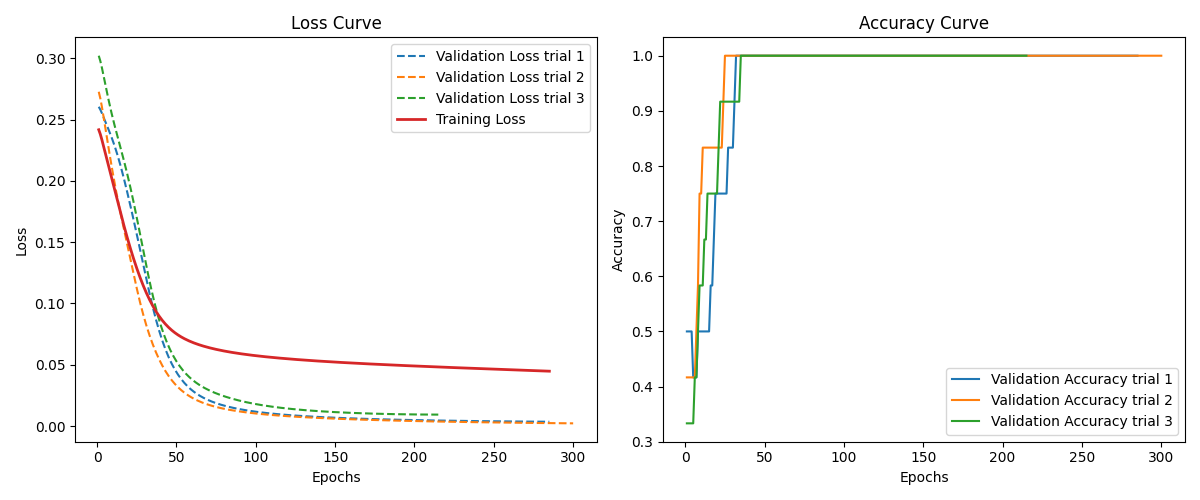 Loss Curve
Loss
0.30
0.25
0.20
0.15
0.10
0.05
0.00
Validation Loss trial 1
Validation Loss trial 2
Validation Loss trial 3
Training Loss
0 50 100 150 200 250 300
Epochs
Accuracy Curve
Accuracy
1.0
0.9
0.8
0.7
0.6
0.5
0.4
0.3
Validation Accuracy trial 1
Validation Accuracy trial 2
Validation Accuracy trial 3
0 50 100 150 200 250 300
Epochs